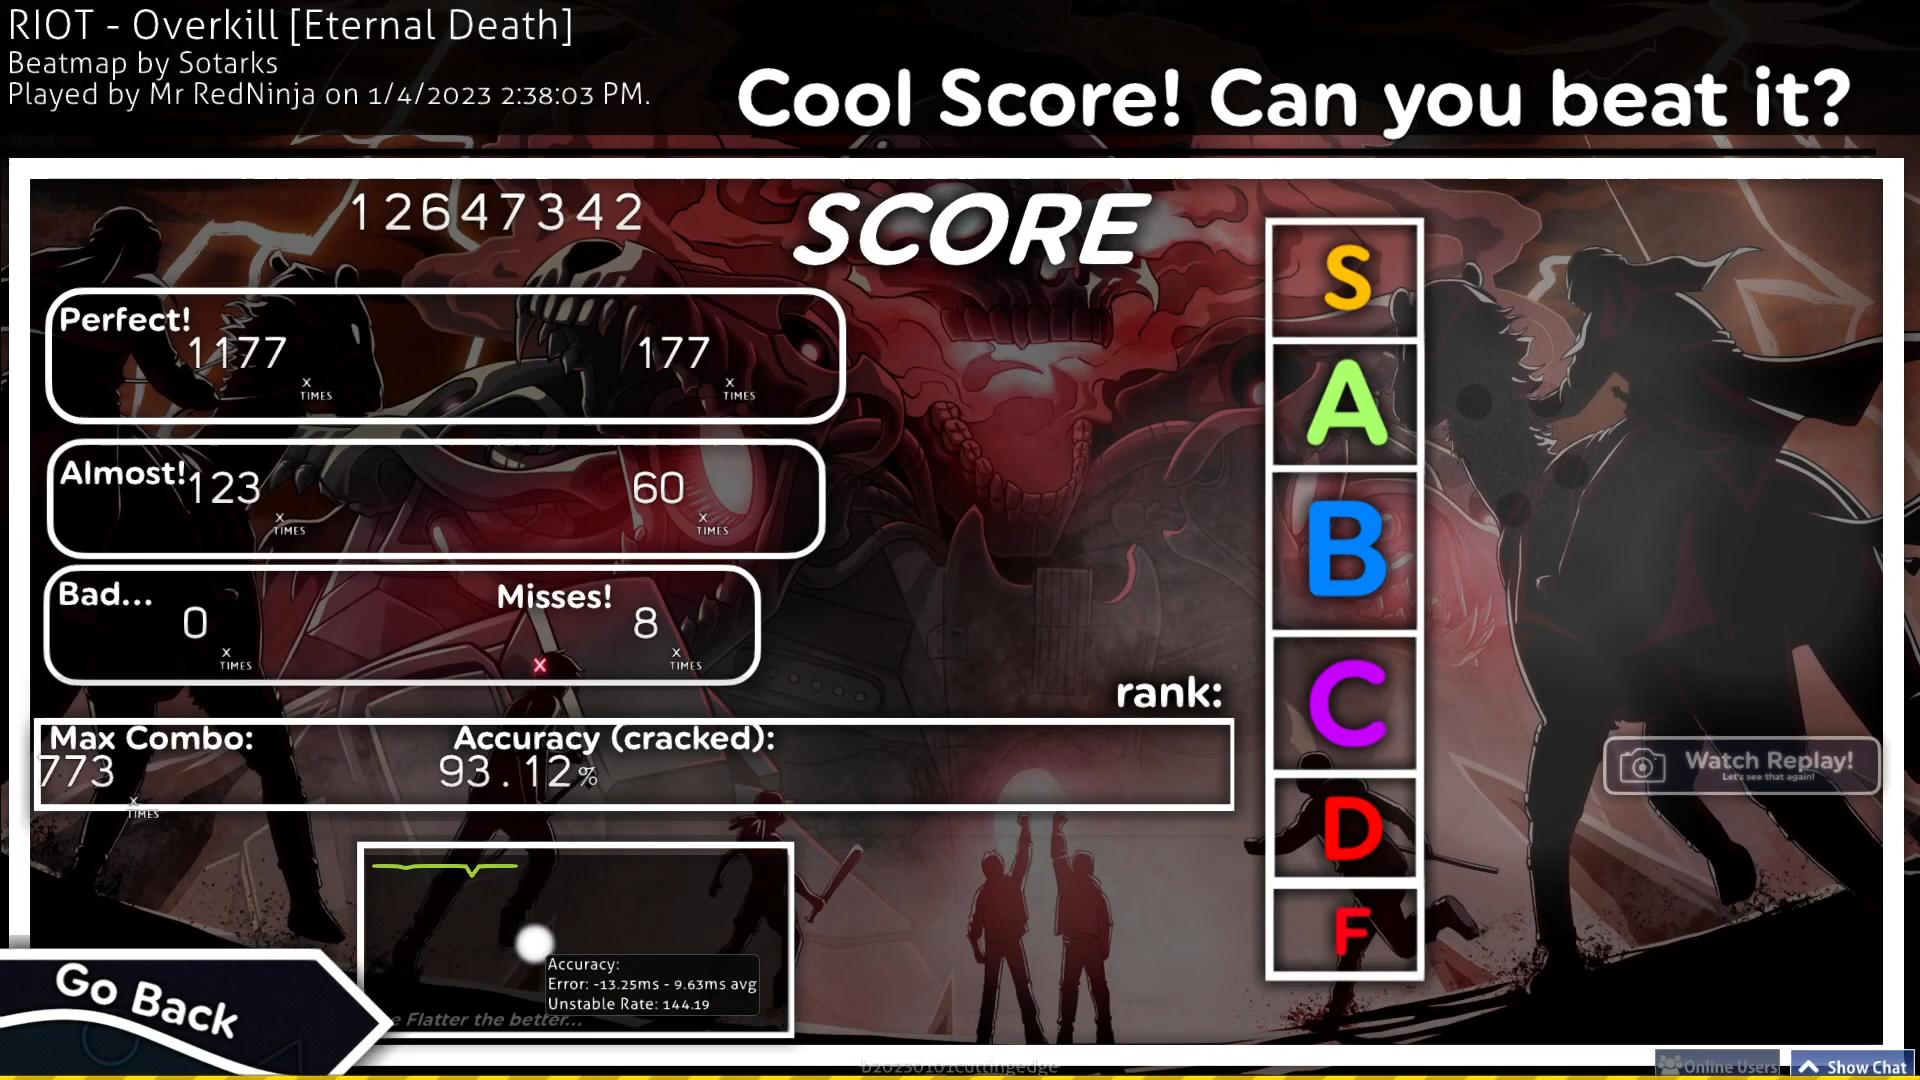 RIOT - Overkill [Eternal Death]
Beatmap by Sotarks
Played by Mr RedNinja on 1/4/2023 2:38:03 PM.
Cool Score! Can you beat it?
12647342
SCORE
Perfect!
1177 x TIMES
177 x TIMES
Almost!
123 x TIMES
60 x TIMES
Bad...
0 x TIMES
Misses!
8 x TIMES
rank:
Max Combo:
773 x TIMES
Accuracy (cracked):
93.12%
S
A
B
C
D
F
Watch Replay!
Let's see that again!
Accuracy:
Error: -13.25ms - 9.63ms avg
Unstable Rate: 144.19
e Flatter the better...
Go Back
b20230101cuttingedge
Online Users
Show Chat